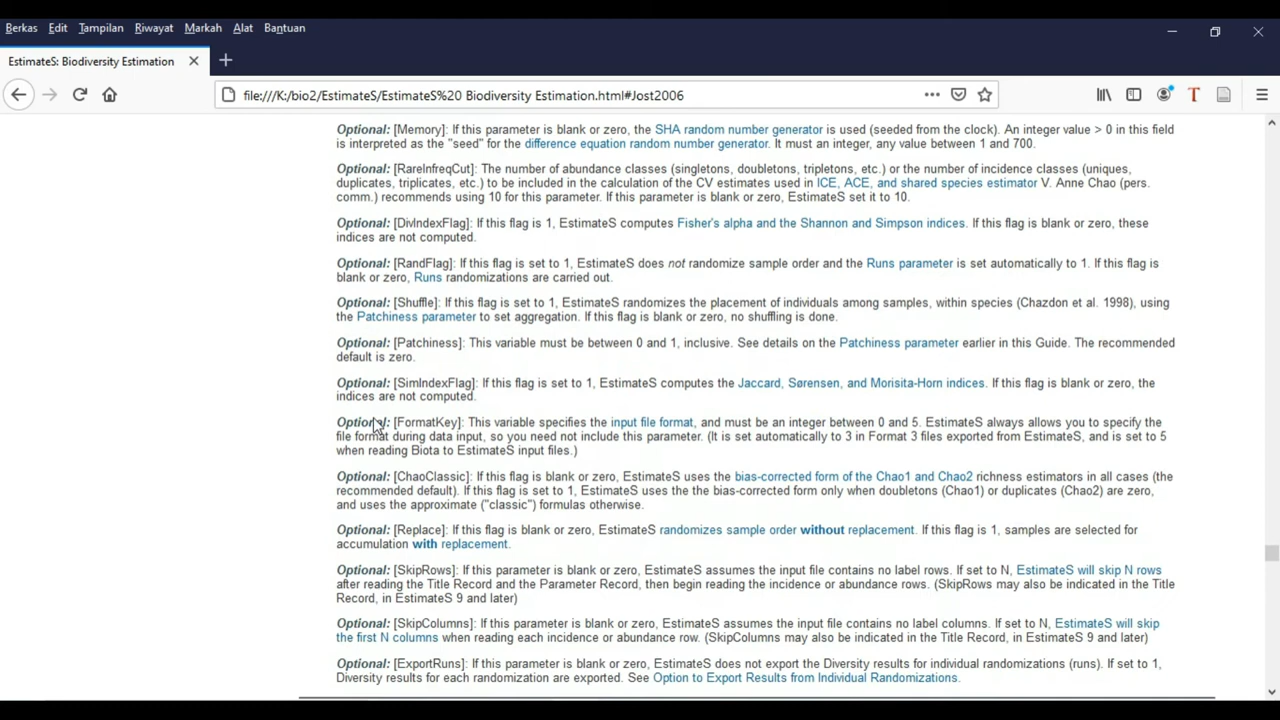 Berkas Edit Tampilan Riwayat Markah Alat Bantuan
EstimateS: Biodiversity Estimation
file:///K:/bio2/EstimateS/EstimateS%20 Biodiversity Estimation.html#Jost2006
Optional: [Memory]: If this parameter is blank or zero, the SHA random number generator is used (seeded from the clock). An integer value > 0 in this field
is interpreted as the "seed" for the difference equation random number generator. It must an integer, any value between 1 and 700.
Optional: [RareInfreqCut]: The number of abundance classes (singletons, doubletons, tripletons, etc.) or the number of incidence classes (uniques,
duplicates, triplicates, etc.) to be included in the calculation of the CV estimates used in ICE, ACE, and shared species estimator V. Anne Chao (pers.
comm.) recommends using 10 for this parameter. If this parameter is blank or zero, EstimateS set it to 10.
Optional: [DivIndexFlag]: If this flag is 1, EstimateS computes Fisher's alpha and the Shannon and Simpson indices. If this flag is blank or zero, these
indices are not computed.
Optional: [RandFlag]: If this flag is set to 1, EstimateS does not randomize sample order and the Runs parameter is set automatically to 1. If this flag is
blank or zero, Runs randomizations are carried out.
Optional: [Shuffle]: If this flag is set to 1, EstimateS randomizes the placement of individuals among samples, within species (Chazdon et al. 1998), using
the Patchiness parameter to set aggregation. If this flag is blank or zero, no shuffling is done.
Optional: [Patchiness]: This variable must be between 0 and 1, inclusive. See details on the Patchiness parameter earlier in this Guide. The recommended
default is zero.
Optional: [SimIndexFlag]: If this flag is set to 1, EstimateS computes the Jaccard, Sørensen, and Morisita-Horn indices. If this flag is blank or zero, the
indices are not computed.
Optional: [FormatKey]: This variable specifies the input file format, and must be an integer between 0 and 5. EstimateS always allows you to specify the
file format during data input, so you need not include this parameter. (It is set automatically to 3 in Format 3 files exported from EstimateS, and is set to 5
when reading Biota to EstimateS input files.)
Optional: [ChaoClassic]: If this flag is blank or zero, EstimateS uses the bias-corrected form of the Chao1 and Chao2 richness estimators in all cases (the
recommended default). If this flag is set to 1, EstimateS uses the the bias-corrected form only when doubletons (Chao1) or duplicates (Chao2) are zero,
and uses the approximate ("classic") formulas otherwise.
Optional: [Replace]: If this flag is blank or zero, EstimateS randomizes sample order without replacement. If this flag is 1, samples are selected for
accumulation with replacement.
Optional: [SkipRows]: If this parameter is blank or zero, EstimateS assumes the input file contains no label rows. If set to N, EstimateS will skip N rows
after reading the Title Record and the Parameter Record, then begin reading the incidence or abundance rows. (SkipRows may also be indicated in the Title
Record, in EstimateS 9 and later)
Optional: [SkipColumns]: If this parameter is blank or zero, EstimateS assumes the input file contains no label columns. If set to N, EstimateS will skip
the first N columns when reading each incidence or abundance row. (SkipColumns may also be indicated in the Title Record, in EstimateS 9 and later)
Optional: [ExportRuns]: If this parameter is blank or zero, EstimateS does not export the Diversity results for individual randomizations (runs). If set to 1,
Diversity results for each randomization are exported. See Option to Export Results from Individual Randomizations.